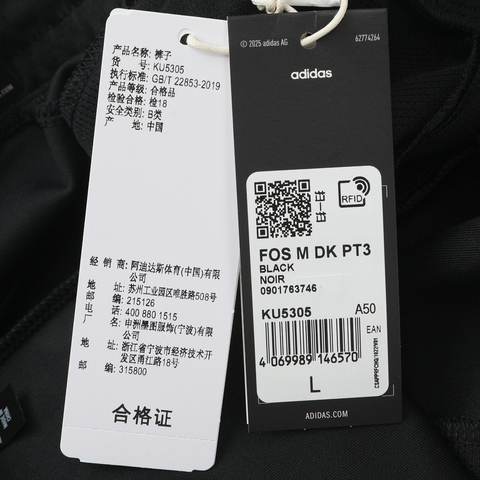 产品名称: 裤子
货 号: KU5305
执行标准: GB/T 22853-2019
产品等级: 合格品
检验合格: 检18
安全类别: B类
产 地: 中国
经 销 商: 阿迪达斯体育(中国)有限
公司
地 址: 苏州工业园区唯胜路508号
邮 编: 215126
电 话: 400 880 1515
厂 名: 申洲墨图服饰(宁波)有限
公司
地 址: 浙江省宁波市经济技术开
发区甬江路18号
邮 编: 315800
合格证
© 2025 adidas AG
62774264
adidas
RFID
FOS M DK PT3
BLACK
NOIR
0901763746
KU5305
A50
EAN
4 069989 146570
L
ADIDAS.COM